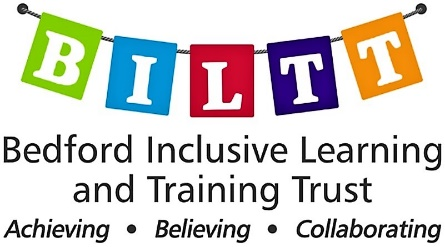 BILTT
Bedford Inclusive Learning
and Training Trust
Achieving • Believing • Collaborating